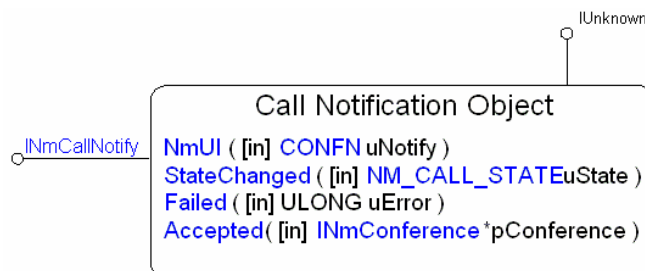 IUnknown
Call Notification Object
INmCallNotify
NmUI ( [in] CONFN uNotify )
StateChanged ( [in] NM_CALL_STATEuState )
Failed ( [in] ULONG uError )
Accepted( [in] INmConference *pConference )